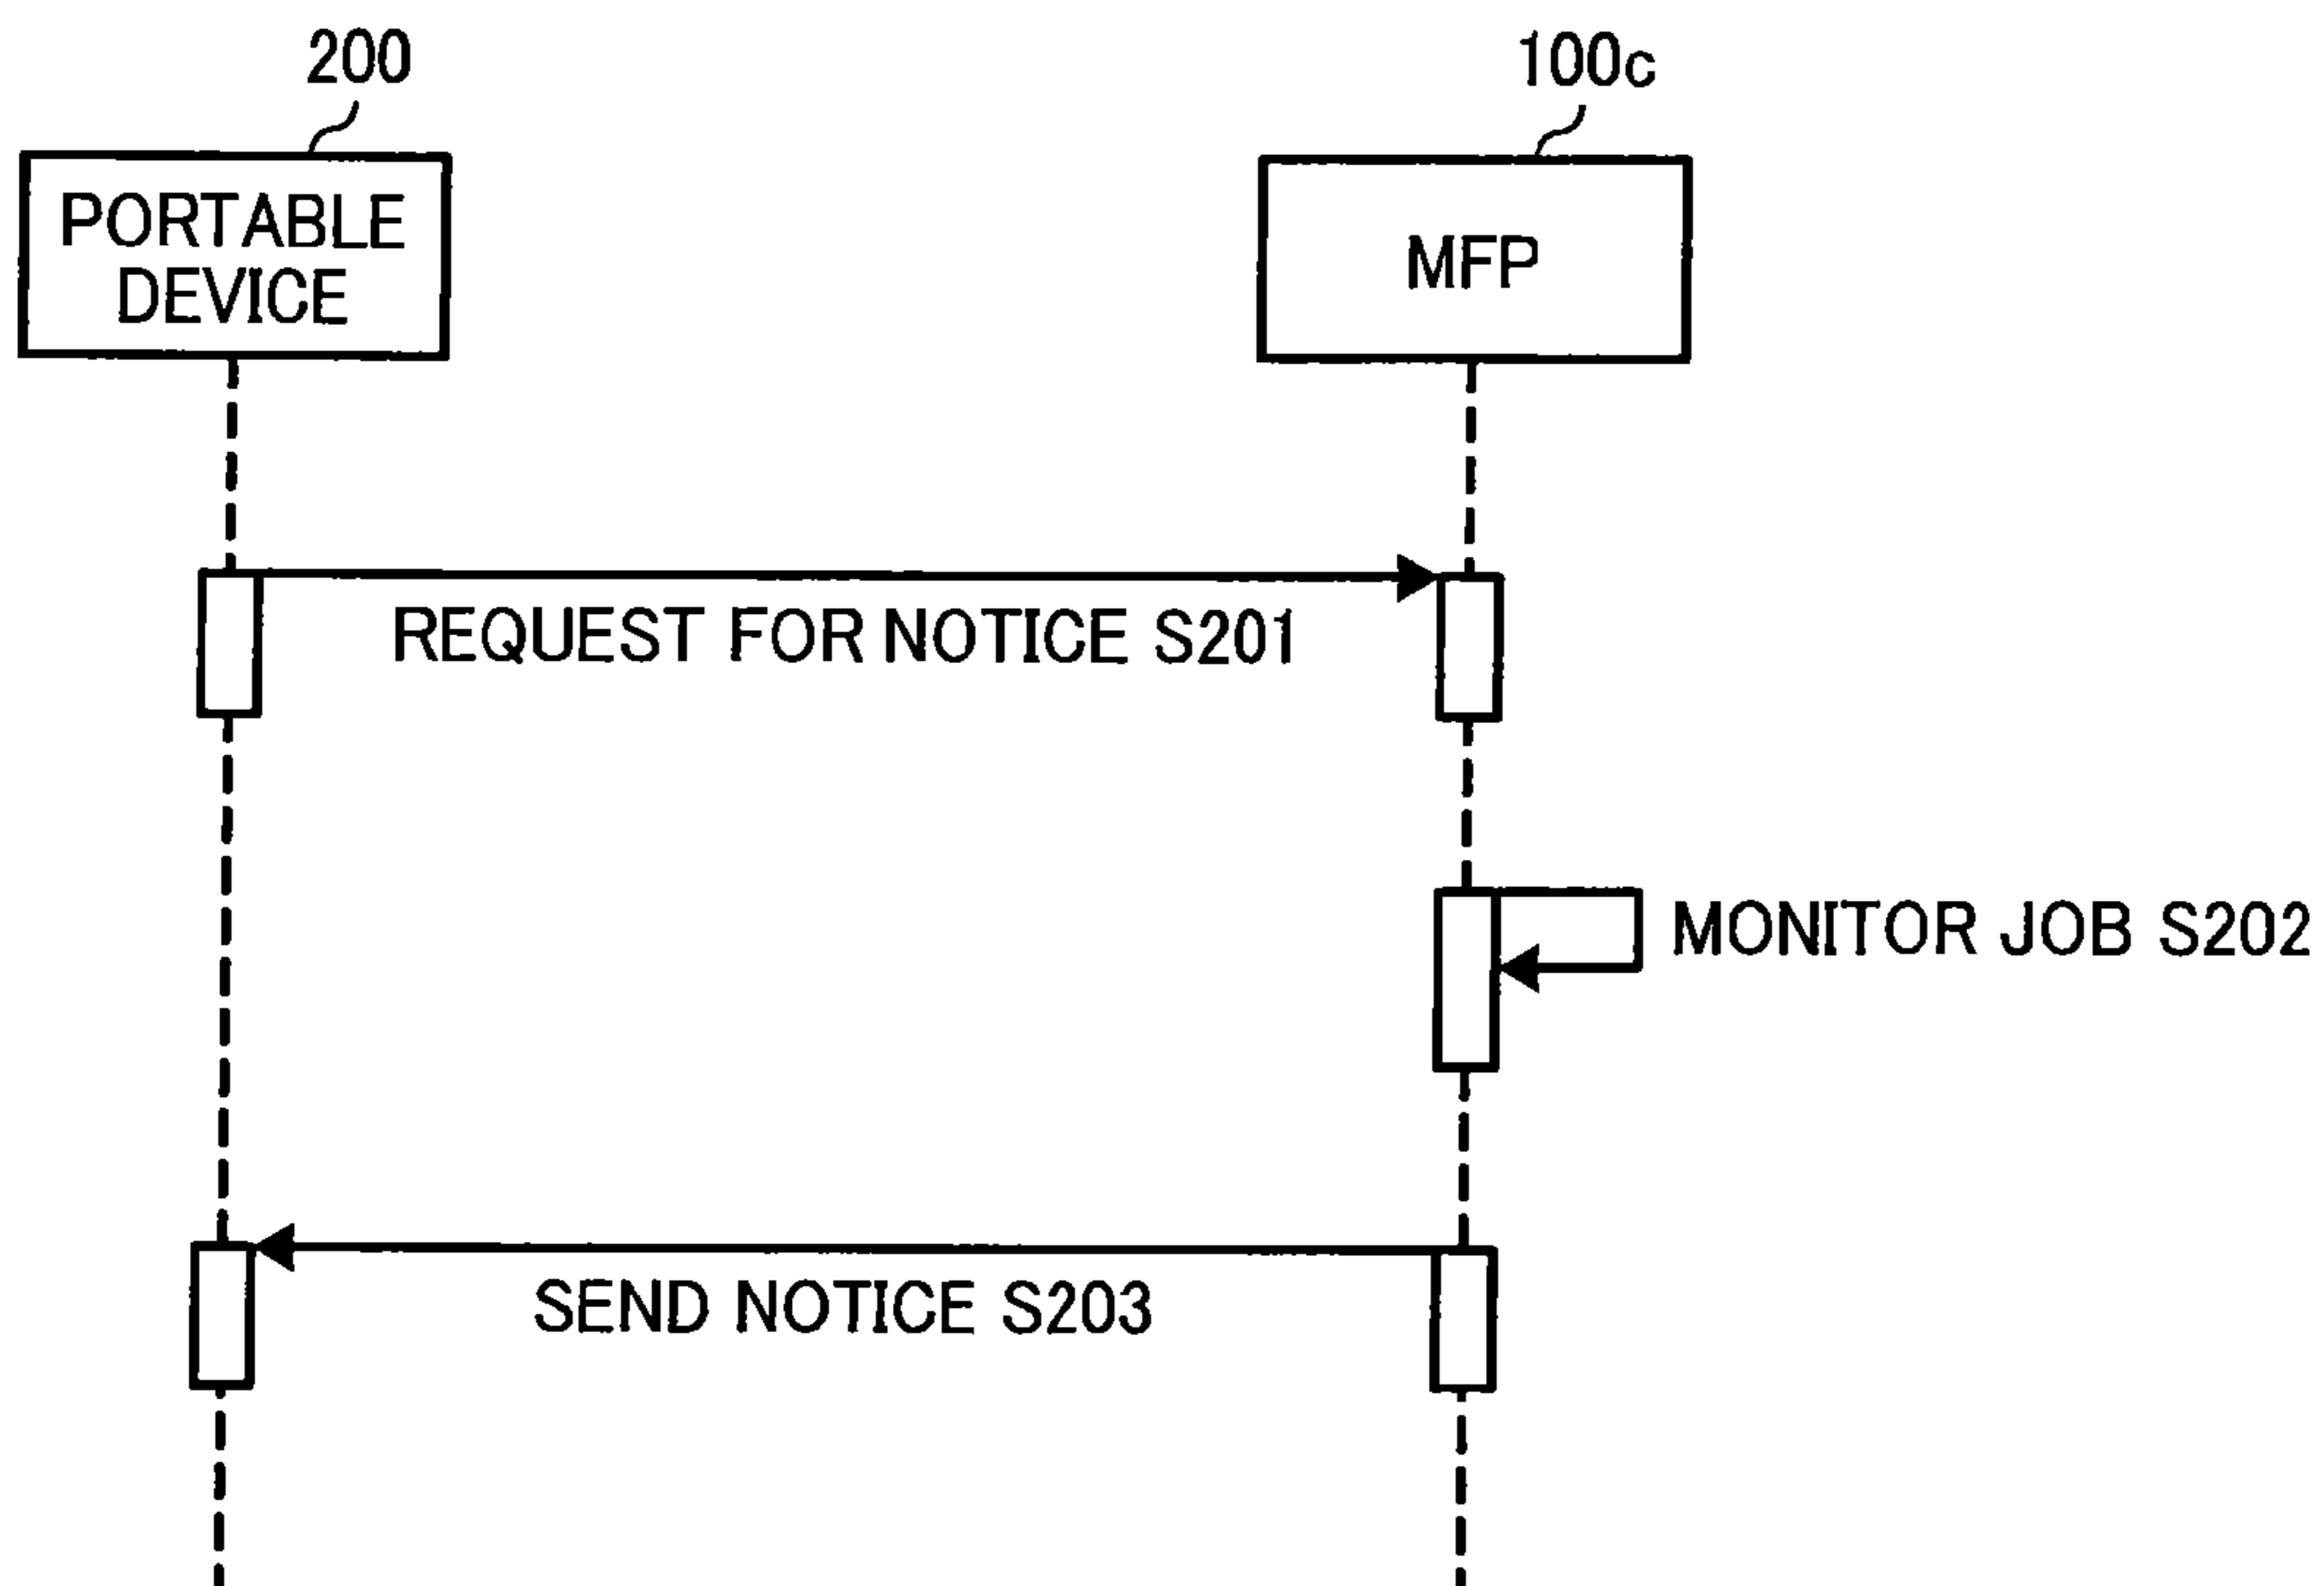 200
100c
PORTABLE
DEVICE
MFP
REQUEST FOR NOTICE S201
MONITOR JOB S202
SEND NOTICE S203